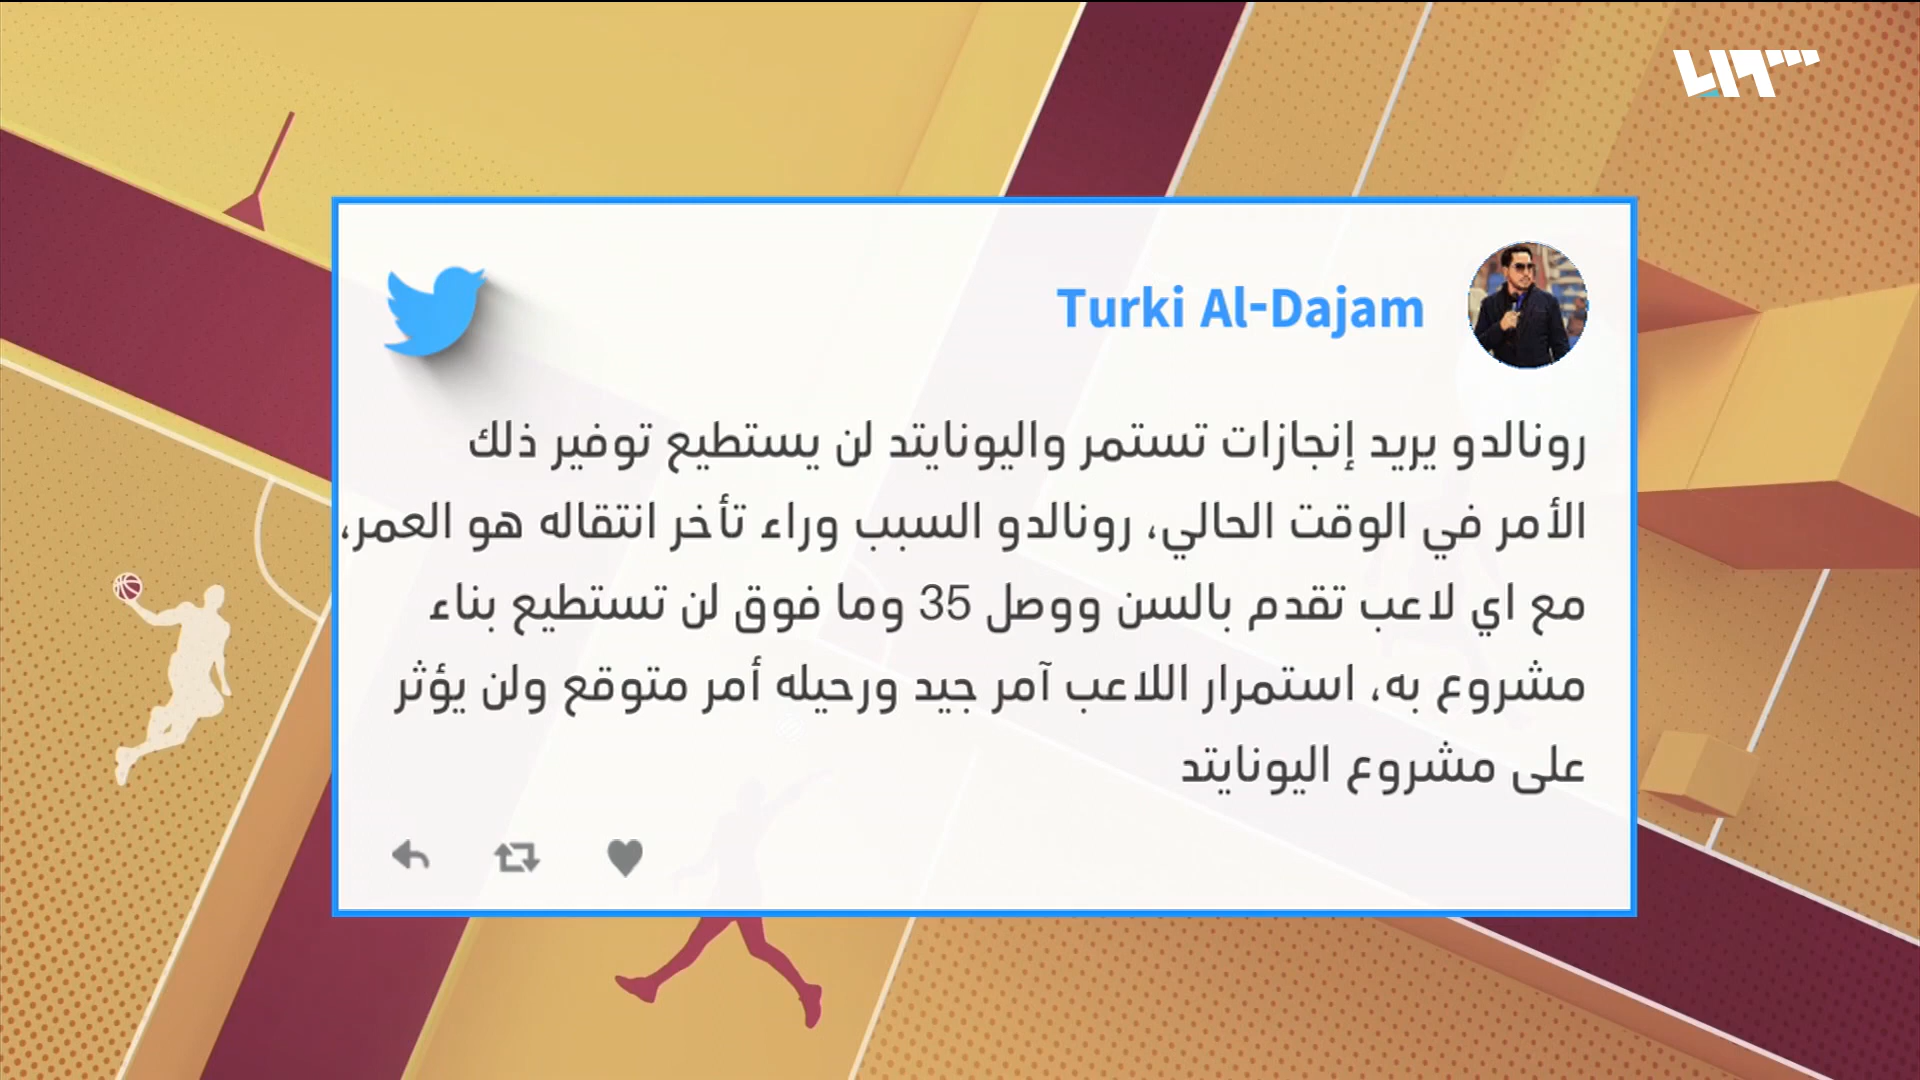 Turki Al-Dajam
رونالدو يريد إنجازات تستمر واليونايتد لن يستطيع توفير ذلك
الأمر في الوقت الحالي، رونالدو السبب وراء تأخر انتقاله هو العمر،
مع اي لاعب تقدم بالسن ووصل 35 وما فوق لن تستطيع بناء
مشروع به، استمرار اللاعب آمر جيد ورحيله أمر متوقع ولن يؤثر
على مشروع اليونايتد